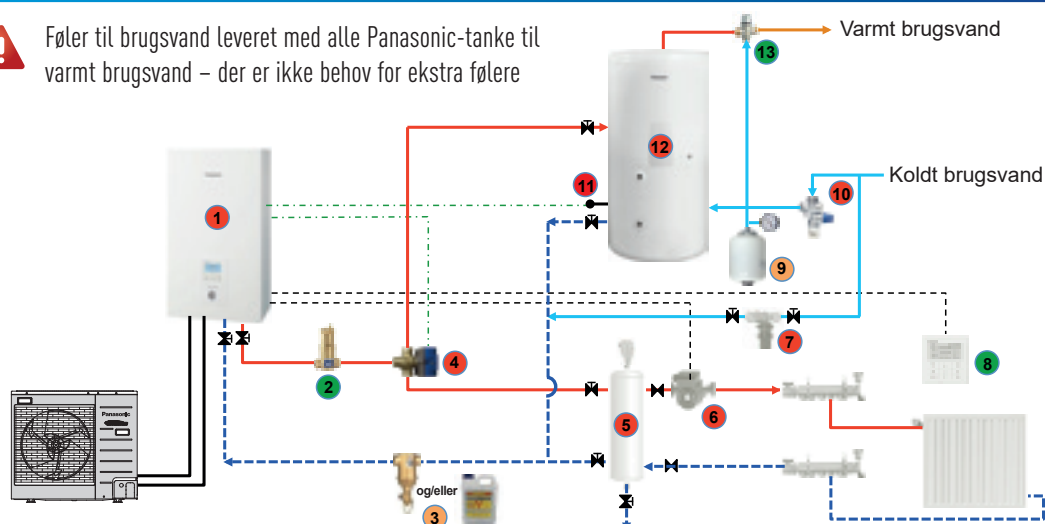 Føler til brugsvand leveret med alle Panasonic-tanke til
varmt brugsvand – der er ikke behov for ekstra følere
Varmt brugsvand
13
12
Koldt brugsvand
11
10
1
9
7
4
8
2
6
5
Panasonic
og/eller
3